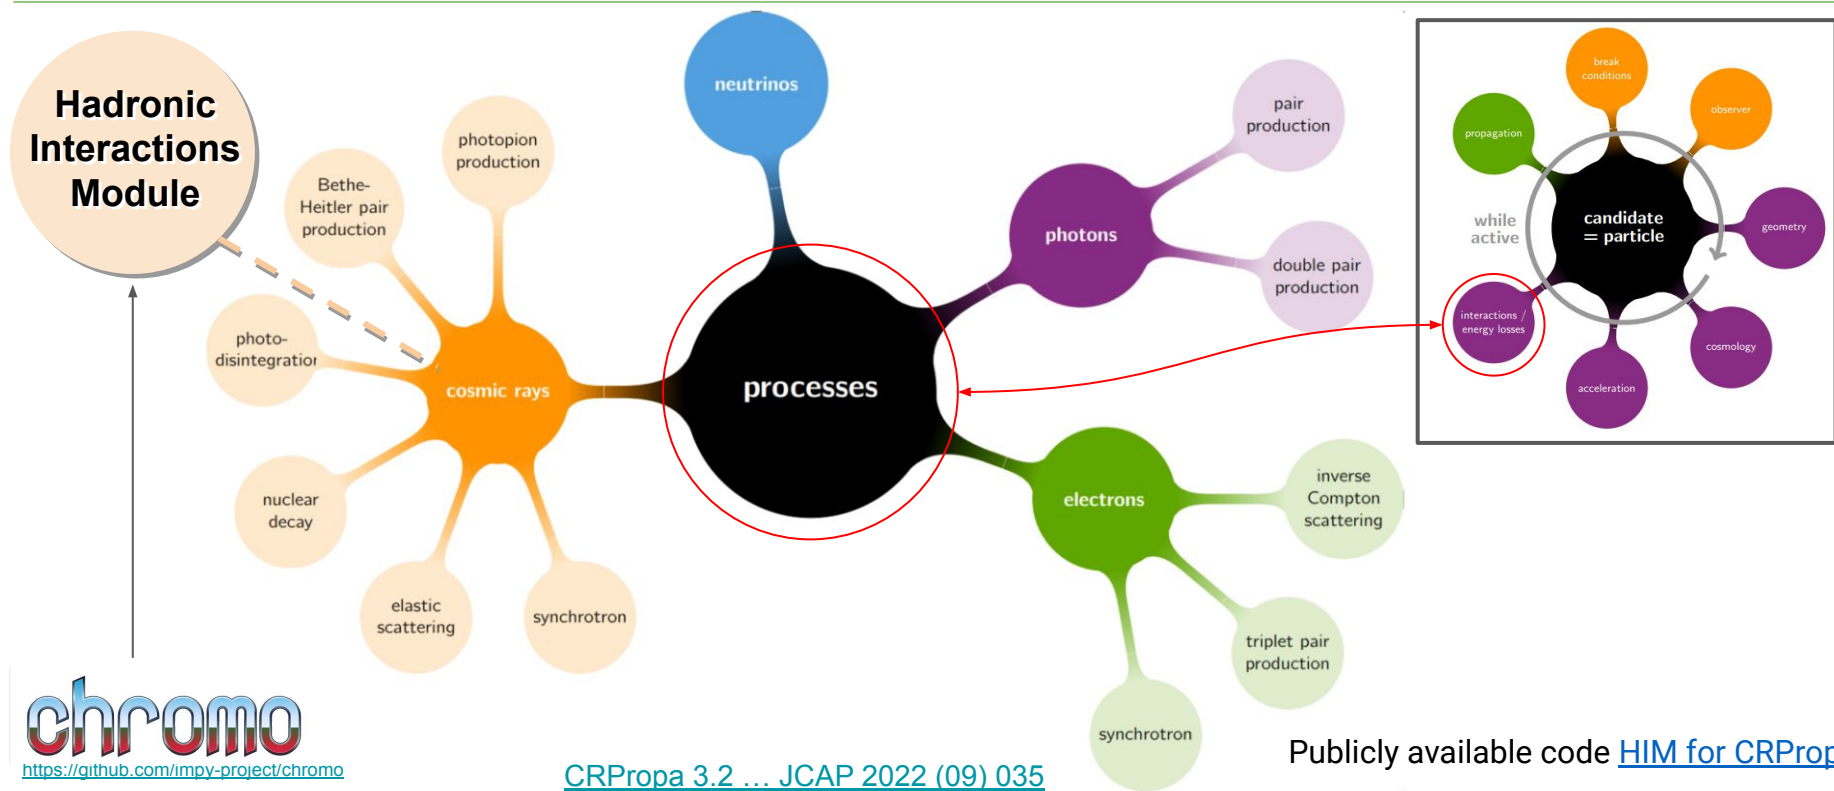 Hadronic
Interactions
Module
photopion
production
Bethe-
Heitler pair
production
photo-
disintegration
nuclear
decay
elastic
scattering
synchrotron
cosmic rays
neutrinos
processes
photons
pair
production
double pair
production
electrons
inverse
Compton
scattering
triplet pair
production
synchrotron
break
conditions
observer
propagation
while
active
candidate
= particle
geometry
interactions /
energy losses
cosmology
acceleration
chromo
https://github.com/impy-project/chromo
CRPropa 3.2 ... JCAP 2022 (09) 035
Publicly available code HIM for CRProp